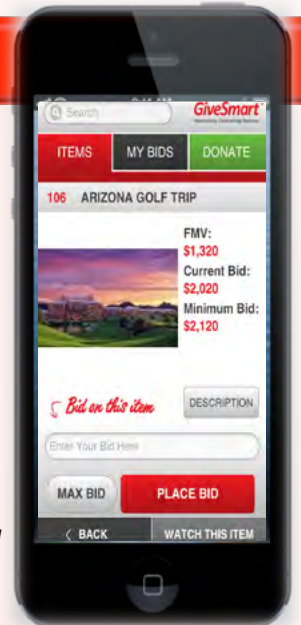 Search
GiveSmart
ITEMS
MY BIDS
DONATE
106 ARIZONA GOLF TRIP
FMV:
$1,320
Current Bid:
$2,020
Minimum Bid:
$2,120
Bid on this item
DESCRIPTION
Enter Your Bid Here
MAX BID
PLACE BID
< BACK
WATCH THIS ITEM